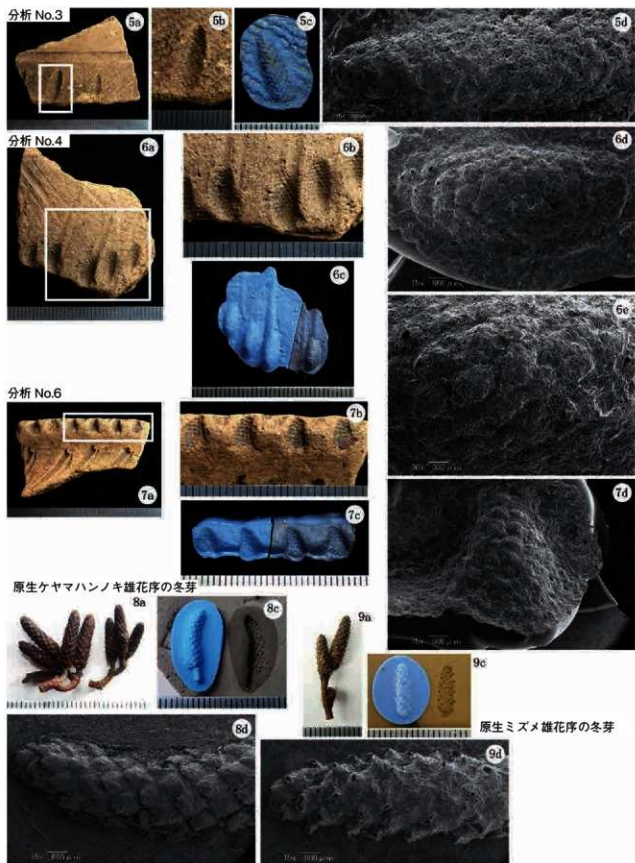 分析 No.3
5a
5b
5c
5d
分析 No.4
6a
6b
6d
6c
6e
分析 No.6
7a
7b
7c
7d
原生ケヤマハンノキ雄花序の冬芽
8a
8c
9a
9c
原生ミズメ雄花序の冬芽
8d
9d